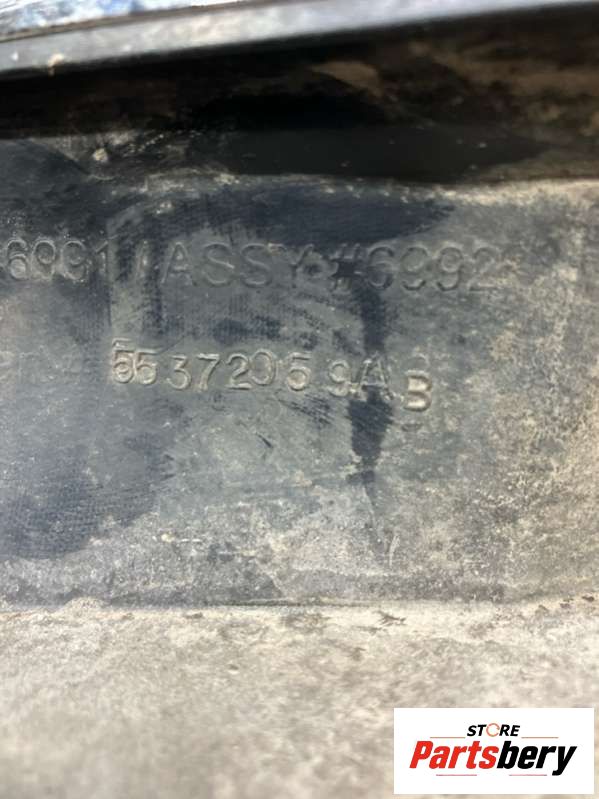 6991 / ASSY #6992
55372059AB
STORE
Partsbery